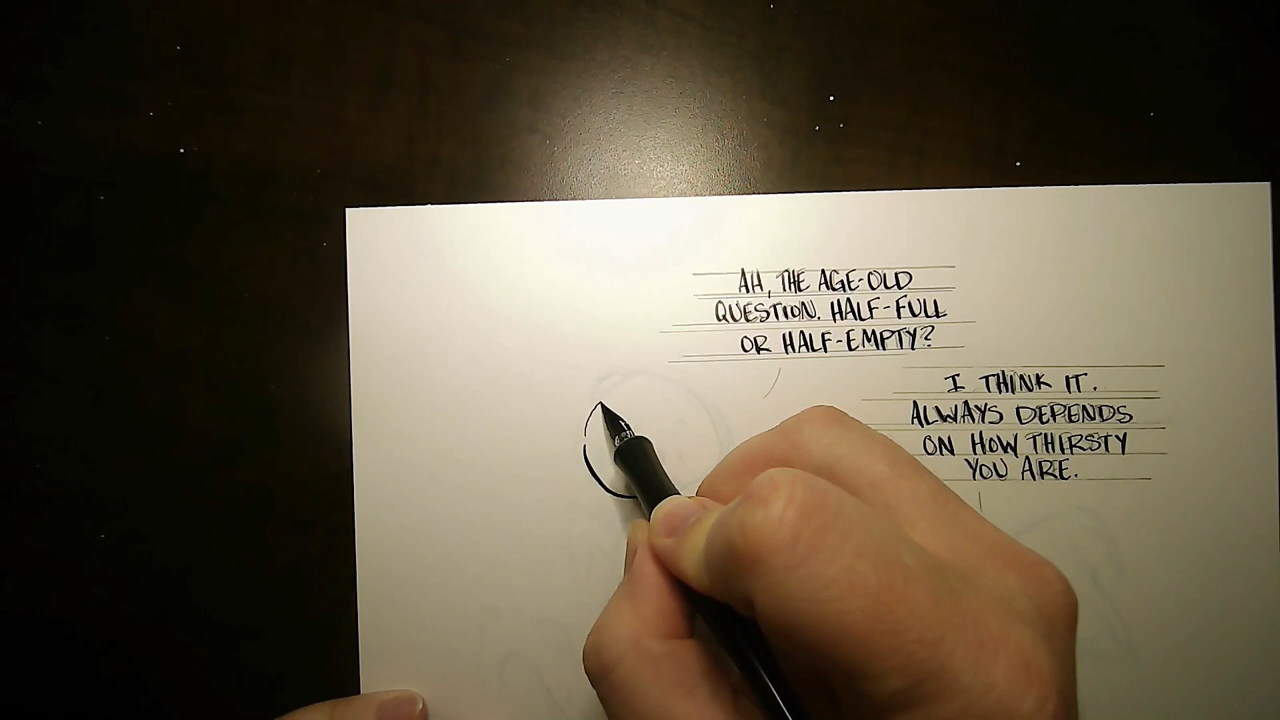 AH, THE AGE-OLD
QUESTION. HALF-FULL
OR HALF-EMPTY?
I THINK IT.
ALWAYS DEPENDS
ON HOW THIRSTY
YOU ARE.